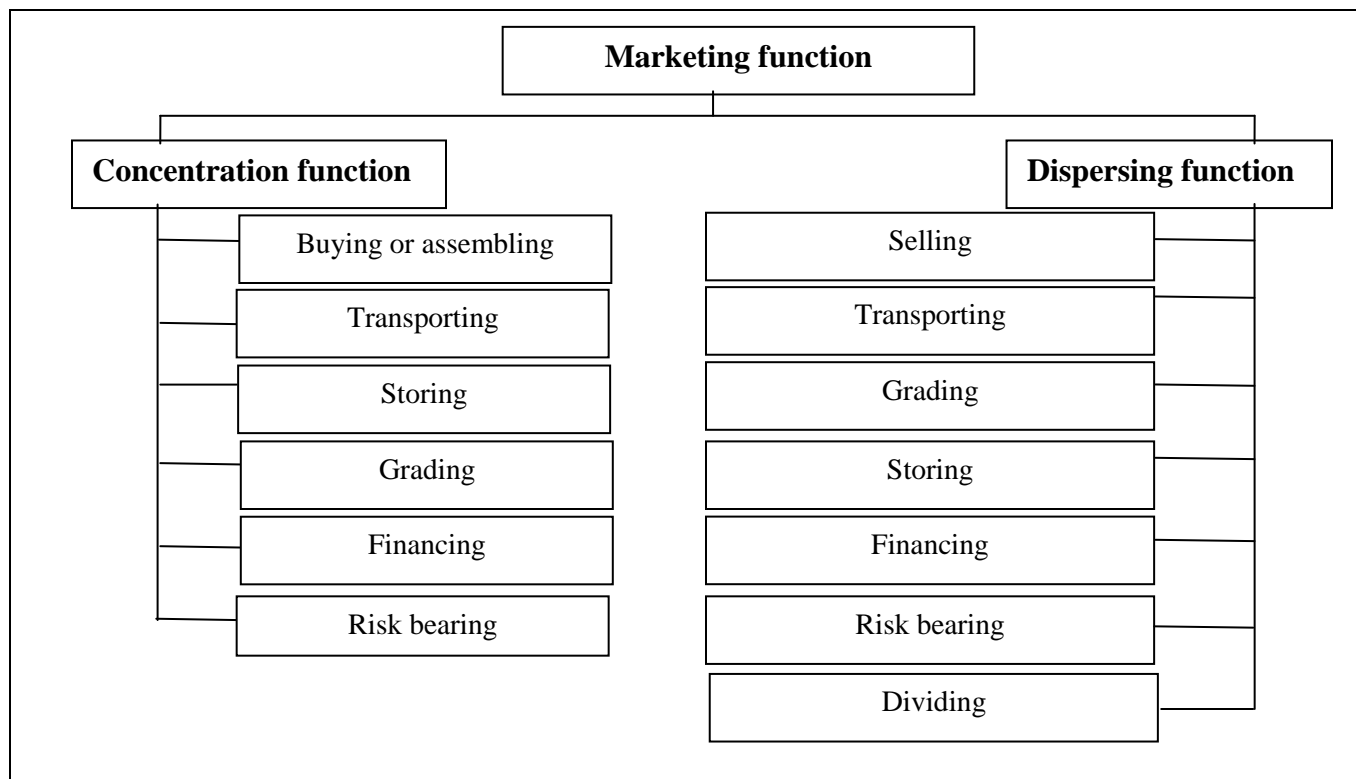 Marketing function
Concentration function
Buying or assembling
Transporting
Storing
Grading
Financing
Risk bearing
Dispersing function
Selling
Transporting
Grading
Storing
Financing
Risk bearing
Dividing